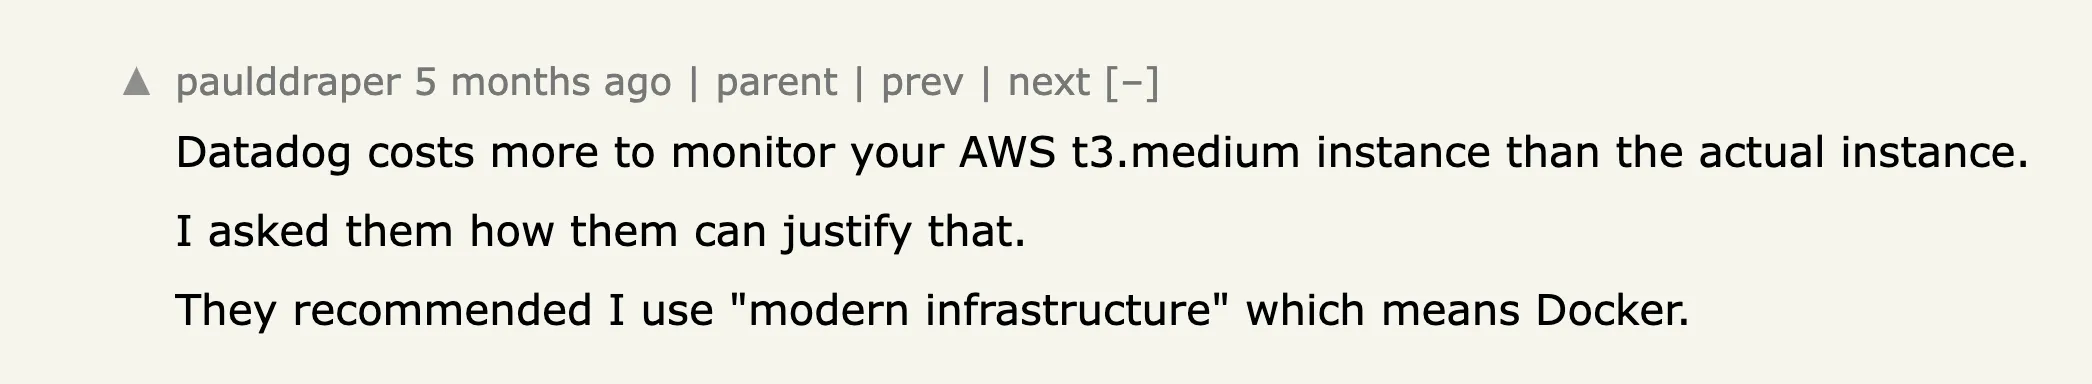 ▲ paulddraper 5 months ago | parent | prev | next [–]
Datadog costs more to monitor your AWS t3.medium instance than the actual instance.
I asked them how them can justify that.
They recommended I use "modern infrastructure" which means Docker.